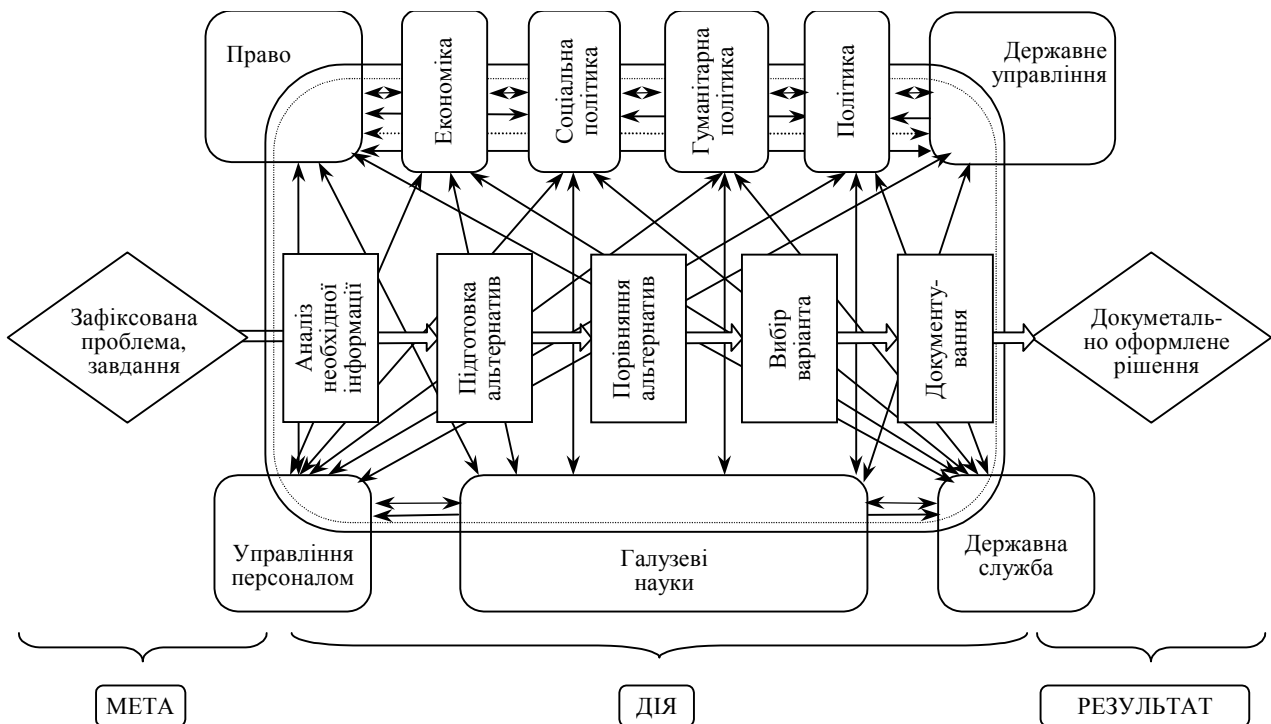 Право
Економіка
Соціальна
політика
Гуманітарна
політика
Політика
Державне
управління
Зафіксована
проблема,
завдання
Аналіз
необхідної
інформації
Підготовка
альтернатив
Порівняння
альтернатив
Вибір
варіанта
Документу-
вання
Докуметаль-
но оформлене
рішення
Управління
персоналом
Галузеві
науки
Державна
служба
МЕТА
ДІЯ
РЕЗУЛЬТАТ